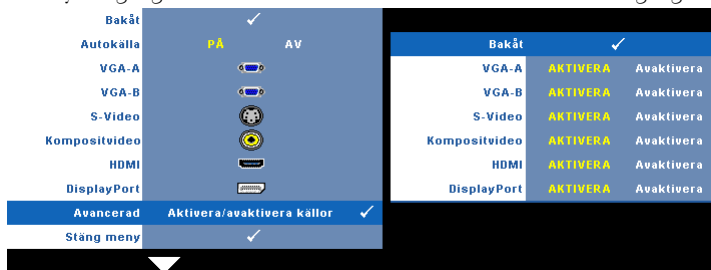 Bakåt
Autokälla PÅ AV
VGA-A
VGA-B
S-Video
Kompositvideo
HDMI
DisplayPort
Avancerad Aktivera/avaktivera källor
Stäng meny
Bakåt
VGA-A AKTIVERA Avaktivera
VGA-B AKTIVERA Avaktivera
S-Video AKTIVERA Avaktivera
Kompositvideo AKTIVERA Avaktivera
HDMI AKTIVERA Avaktivera
DisplayPort AKTIVERA Avaktivera